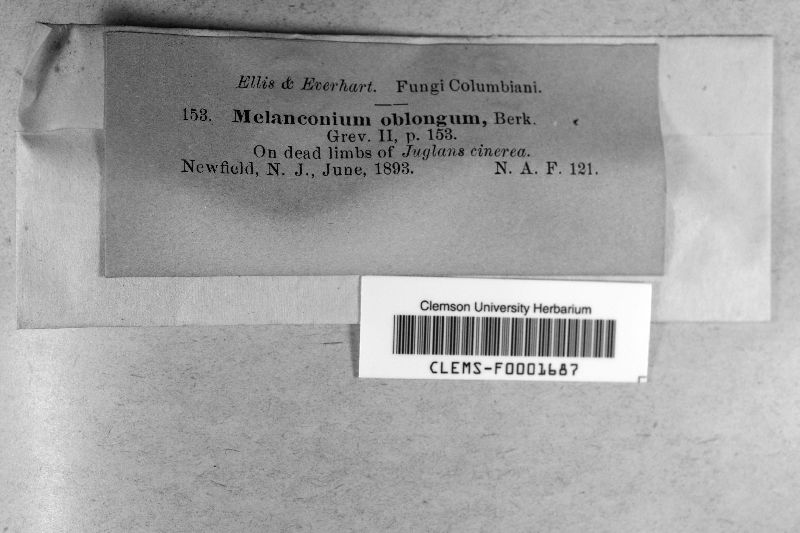 Ellis & Everhart. Fungi Columbiani.
153. Melanconium oblongum, Berk.
Grev. II, p. 153.
On dead limbs of Juglans cinerea.
Newfield, N. J., June, 1893. N. A. F. 121.
Clemson University Herbarium
CLEMS-F0001687